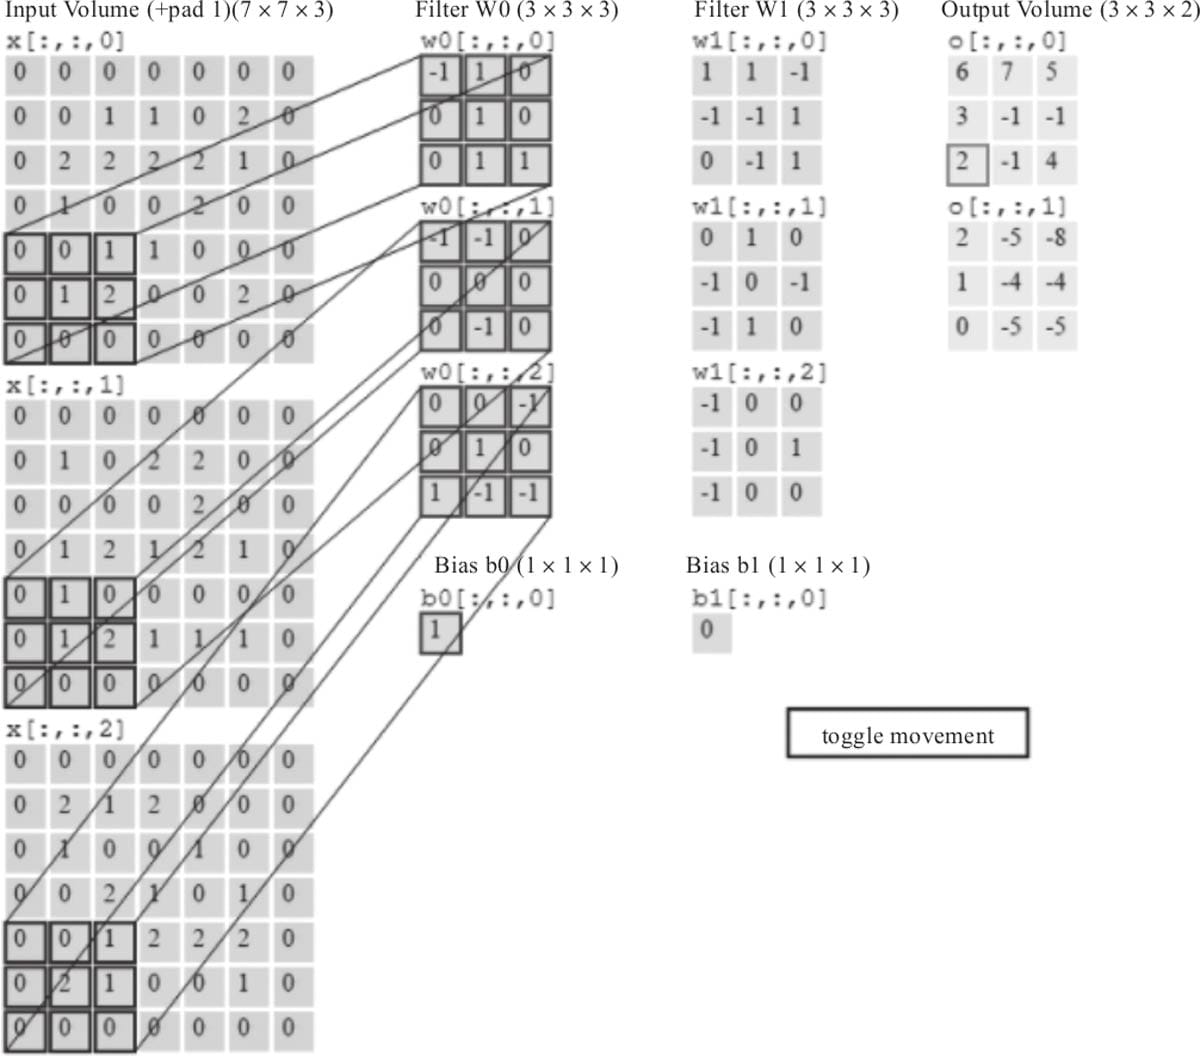 Input Volume (+pad 1)(7 × 7 × 3)
x[:,:,0]
0 0 0 0 0 0 0
0 0 1 1 0 2 0
0 2 2 2 2 1 0
0 1 0 0 2 0 0
0 0 1 1 0 0 0
0 1 2 0 0 2 0
0 0 0 0 0 0 0
x[:,:,1]
0 0 0 0 0 0 0
0 1 0 2 2 0 0
0 0 0 0 2 0 0
0 1 2 1 2 1 0
0 1 0 0 0 0 0
0 1 2 1 1 1 0
0 0 0 0 0 0 0
x[:,:,2]
0 0 0 0 0 0 0
0 2 1 2 0 0 0
0 1 0 0 1 0 0
0 0 2 1 0 1 0
0 0 1 2 2 2 0
0 2 1 0 0 1 0
0 0 0 0 0 0 0
Filter W0 (3 × 3 × 3)
w0[:,:,0]
-1 1 0
0 1 0
0 1 1
w0[:,:,1]
-1 -1 0
0 0 0
0 -1 0
w0[:,:,2]
0 0 -1
0 1 0
1 -1 -1
Bias b0 (1 × 1 × 1)
b0[:,:,0]
1
Filter W1 (3 × 3 × 3)
w1[:,:,0]
1 1 -1
-1 -1 1
0 -1 1
w1[:,:,1]
0 1 0
-1 0 -1
-1 1 0
w1[:,:,2]
-1 0 0
-1 0 1
-1 0 0
Bias b1 (1 × 1 × 1)
b1[:,:,0]
0
Output Volume (3 × 3 × 2)
o[:,:,0]
6 7 5
3 -1 -1
2 -1 4
o[:,:,1]
2 -5 -8
1 -4 -4
0 -5 -5
toggle movement